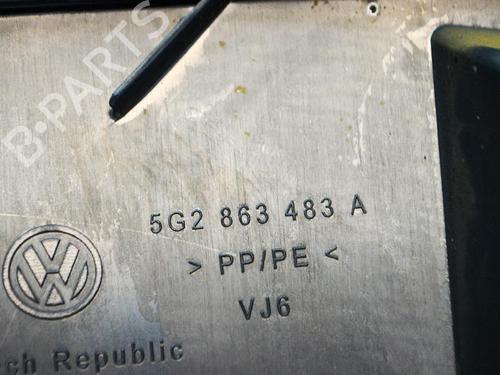 B-PARTS
5G2 863 483 A
> PP/PE <
VJ6
ch Republic